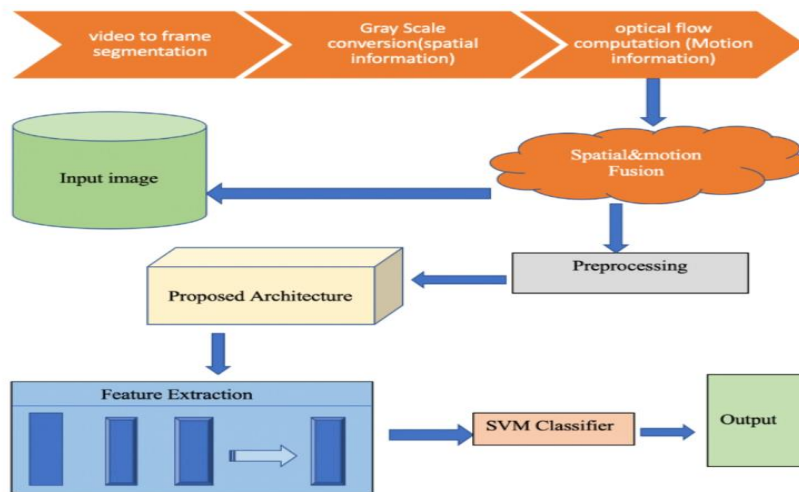 video to frame
segmentation
Gray Scale
conversion(spatial
information)
optical flow
computation (Motion
information)
Input image
Spatial&motion
Fusion
Preprocessing
Proposed Architecture
Feature Extraction
SVM Classifier
Output